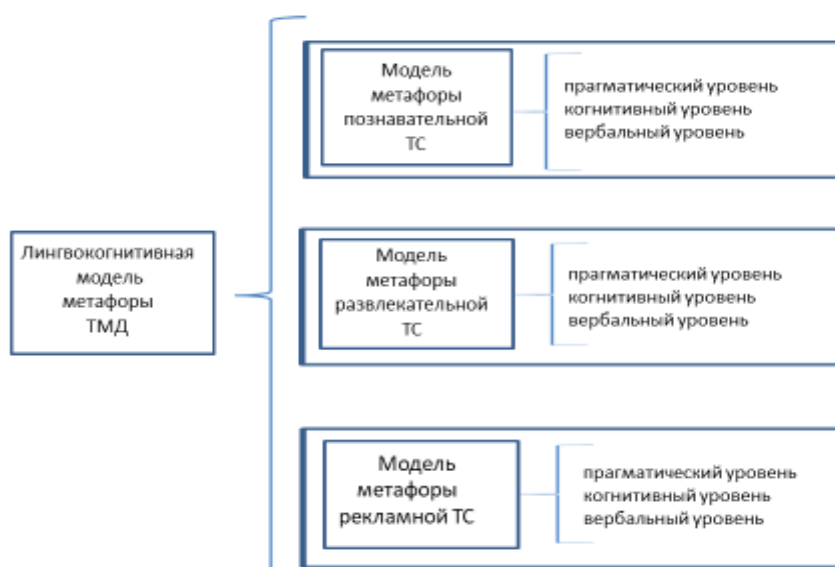 Лингвокогнитивная
модель
метафоры
ТМД
Модель
метафоры
познавательной
ТС
прагматический уровень
когнитивный уровень
вербальный уровень
Модель
метафоры
развлекательной
ТС
прагматический уровень
когнитивный уровень
вербальный уровень
Модель
метафоры
рекламной ТС
прагматический уровень
когнитивный уровень
вербальный уровень